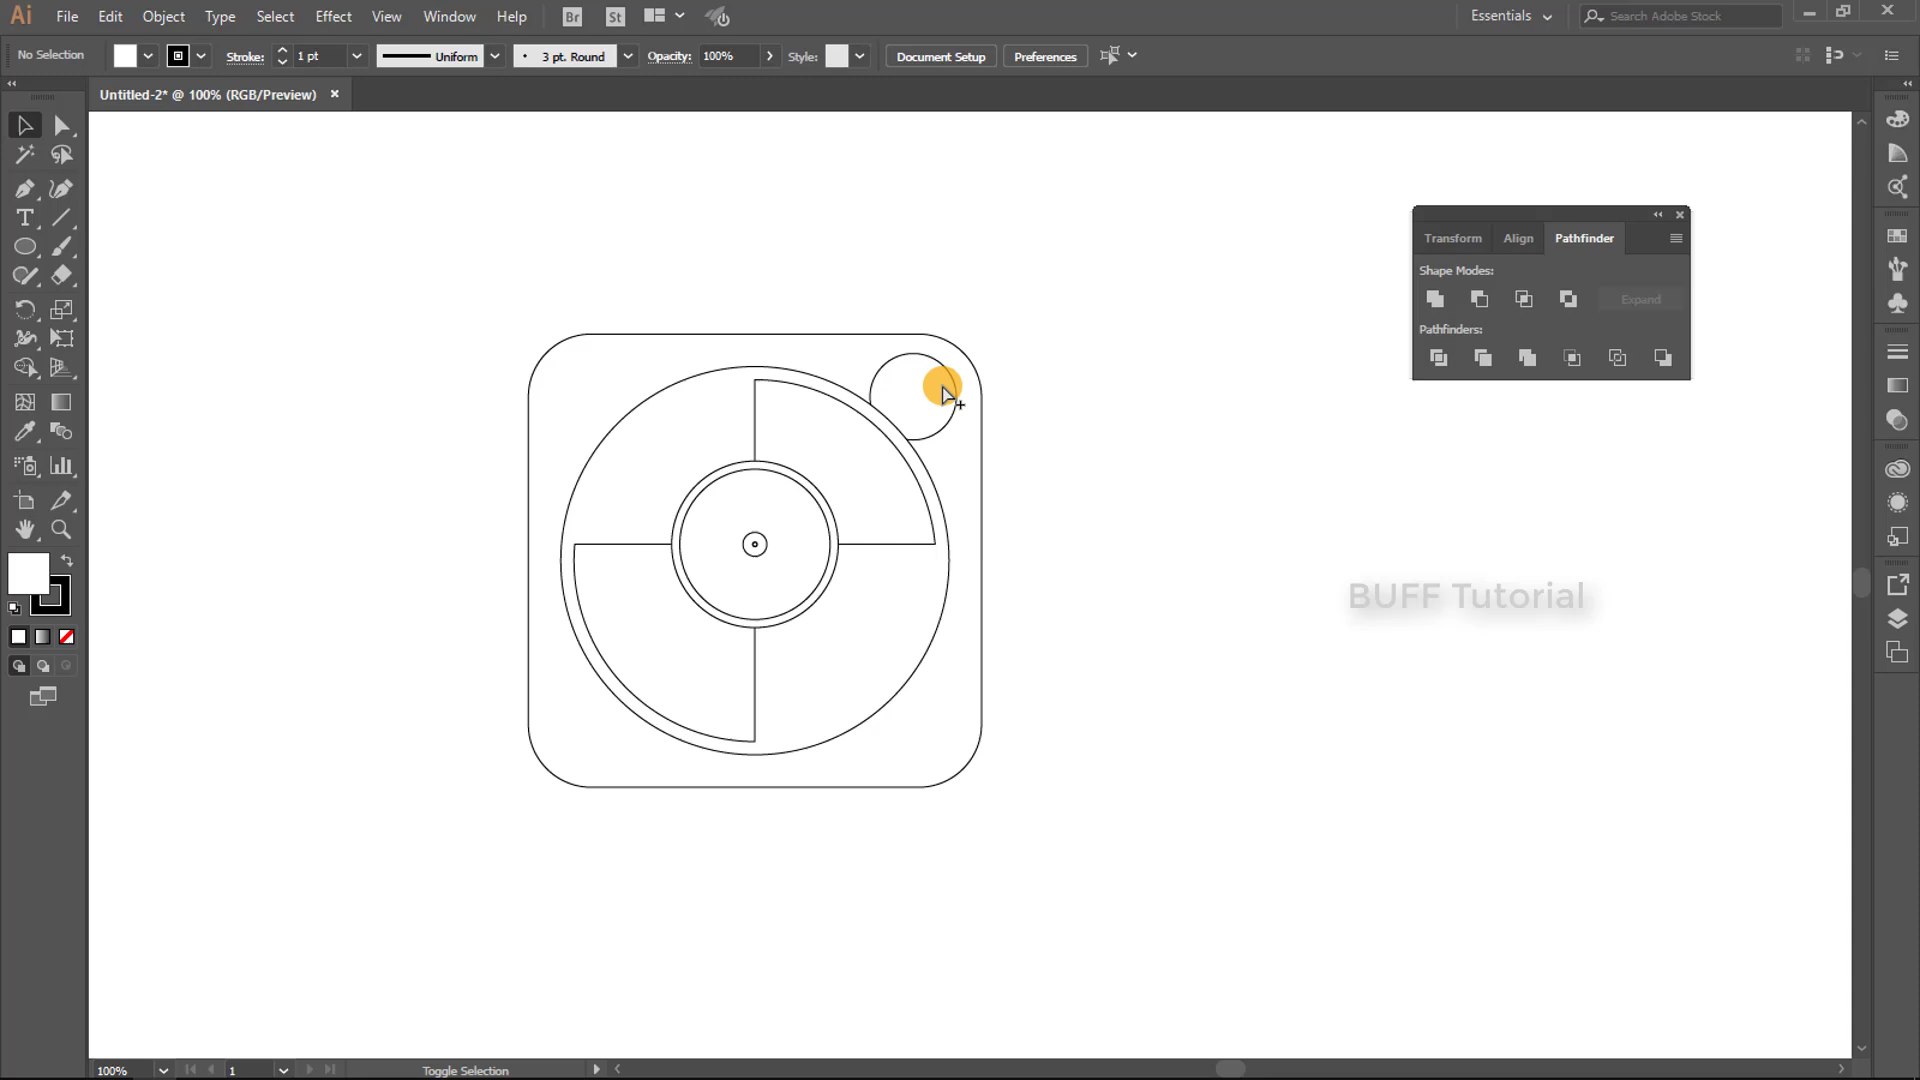 Ai File Edit Object Type Select Effect View Window Help Br St Essentials Search Adobe Stock
No Selection Stroke: 1 pt Uniform 3 pt. Round Opacity: 100% Style: Document Setup Preferences
Untitled-2* @ 100% (RGB/Preview)
Transform Align Pathfinder
Shape Modes:
Expand
Pathfinders:
BUFF Tutorial
100% 1 Toggle Selection